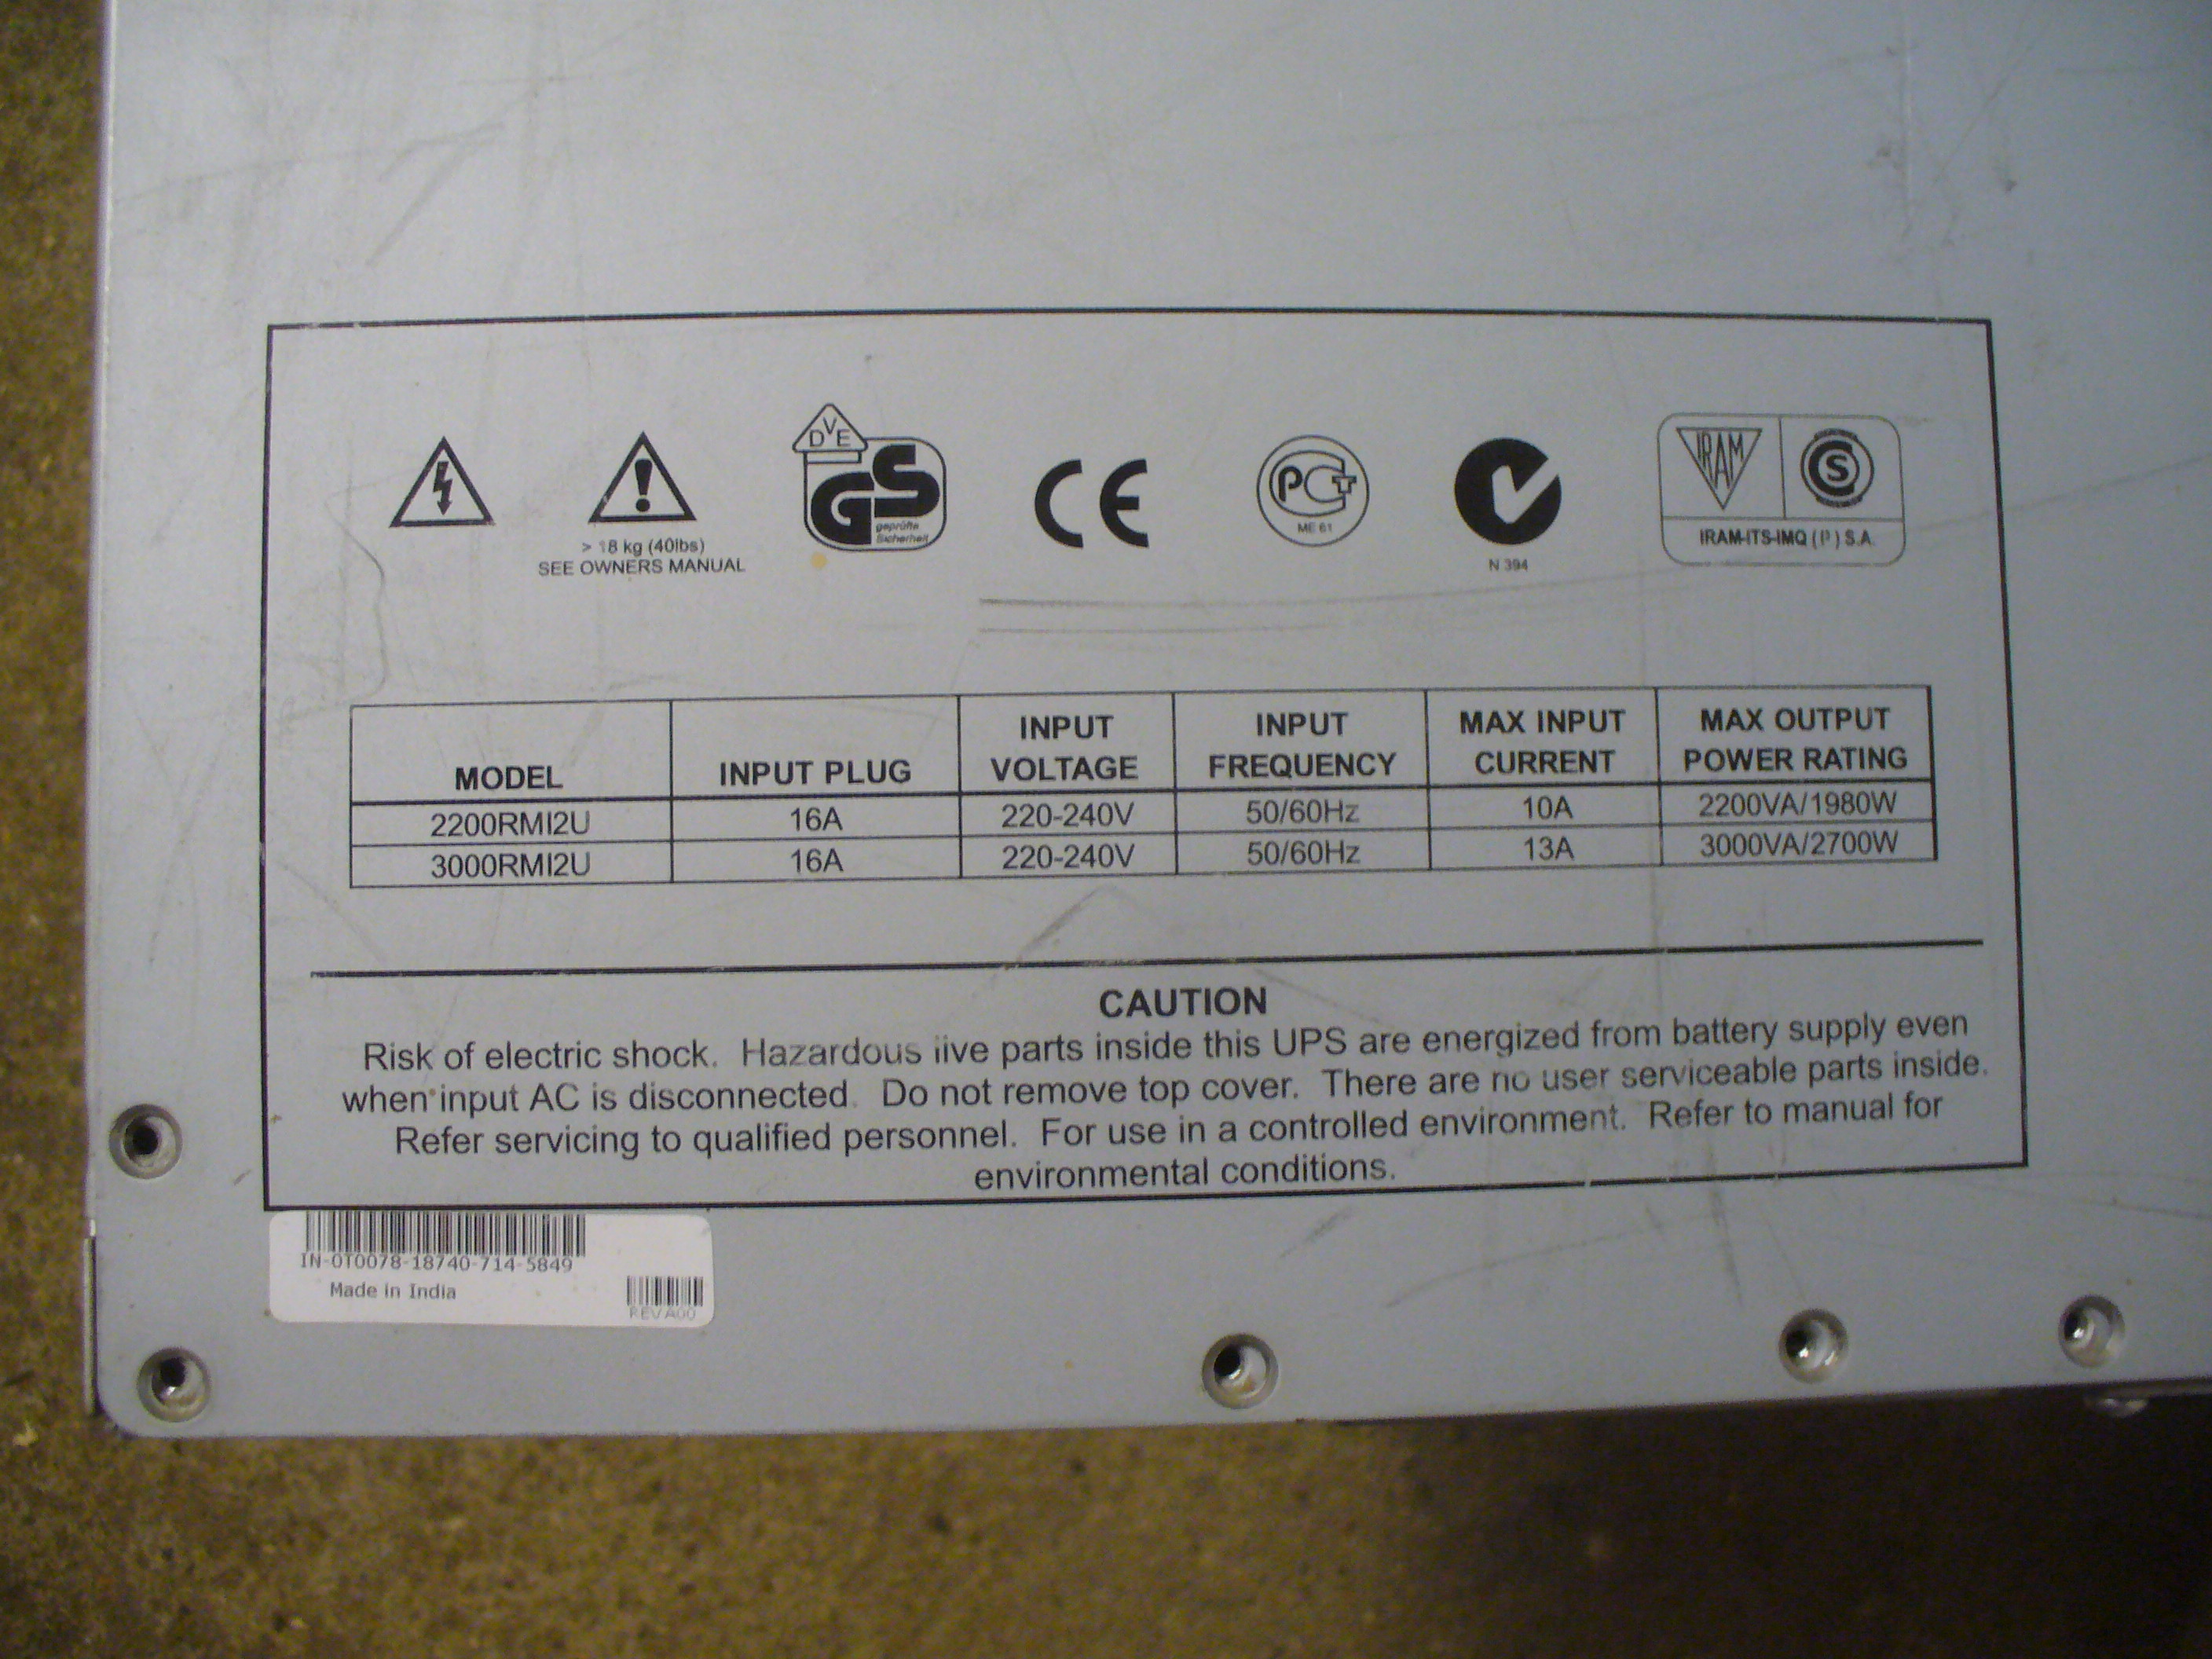 DVE
GS
geprüfte
Sicherheit
> 18 kg (40lbs)
SEE OWNERS MANUAL
CE
PCT
ME 61
N 394
IRAM
S
IRAM-ITS-IMQ (P) S.A.
MODEL INPUT PLUG INPUT VOLTAGE INPUT FREQUENCY MAX INPUT CURRENT MAX OUTPUT POWER RATING
2200RMI2U 16A 220-240V 50/60Hz 10A 2200VA/1980W
3000RMI2U 16A 220-240V 50/60Hz 13A 3000VA/2700W
CAUTION
Risk of electric shock. Hazardous live parts inside this UPS are energized from battery supply even
when input AC is disconnected. Do not remove top cover. There are no user serviceable parts inside.
Refer servicing to qualified personnel. For use in a controlled environment. Refer to manual for
environmental conditions.
IN-0T0078-18740-714-5849
Made in India
REV A00